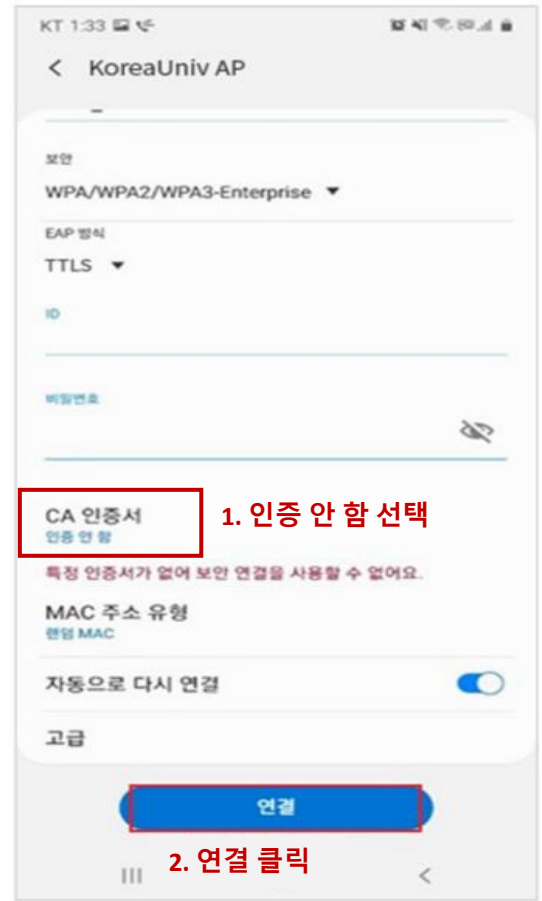 KT 1:33
KoreaUniv AP
보안
WPA/WPA2/WPA3-Enterprise
EAP 방식
TTLS
ID
비밀번호
CA 인증서
인증 안 함
1. 인증 안 함 선택
특정 인증서가 없어 보안 연결을 사용할 수 없어요.
MAC 주소 유형
랜덤 MAC
자동으로 다시 연결
고급
연결
2. 연결 클릭